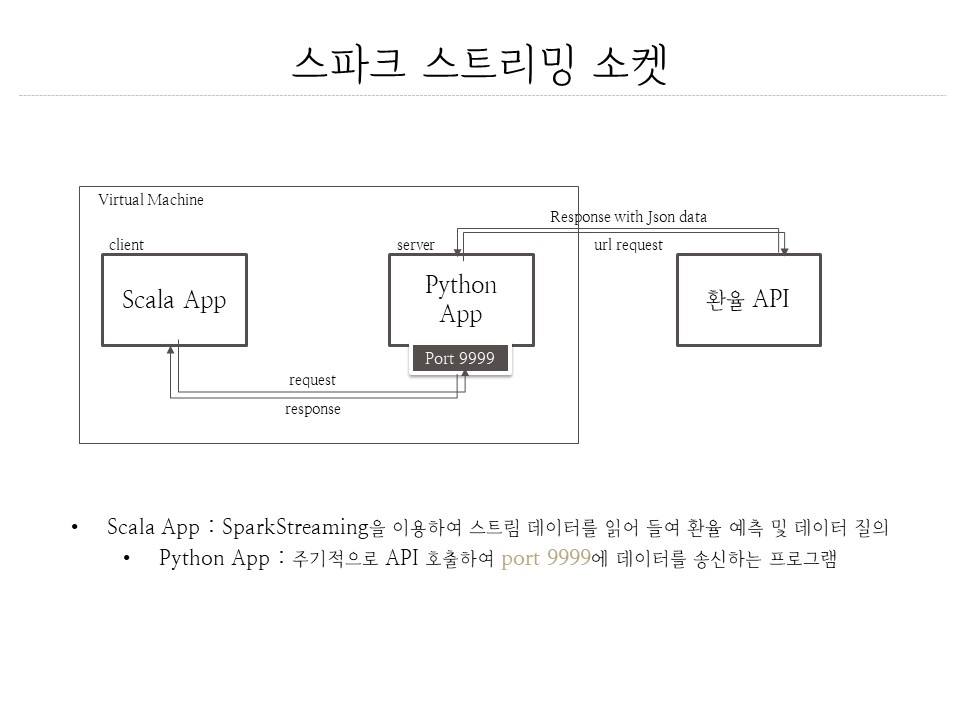 스파크 스트리밍 소켓
Virtual Machine
Response with Json data
client
server
url request
Scala App
Python
App
환율 API
Port 9999
request
response
• Scala App : SparkStreaming을 이용하여 스트림 데이터를 읽어 들여 환율 예측 및 데이터 질의
• Python App : 주기적으로 API 호출하여 port 9999에 데이터를 송신하는 프로그램